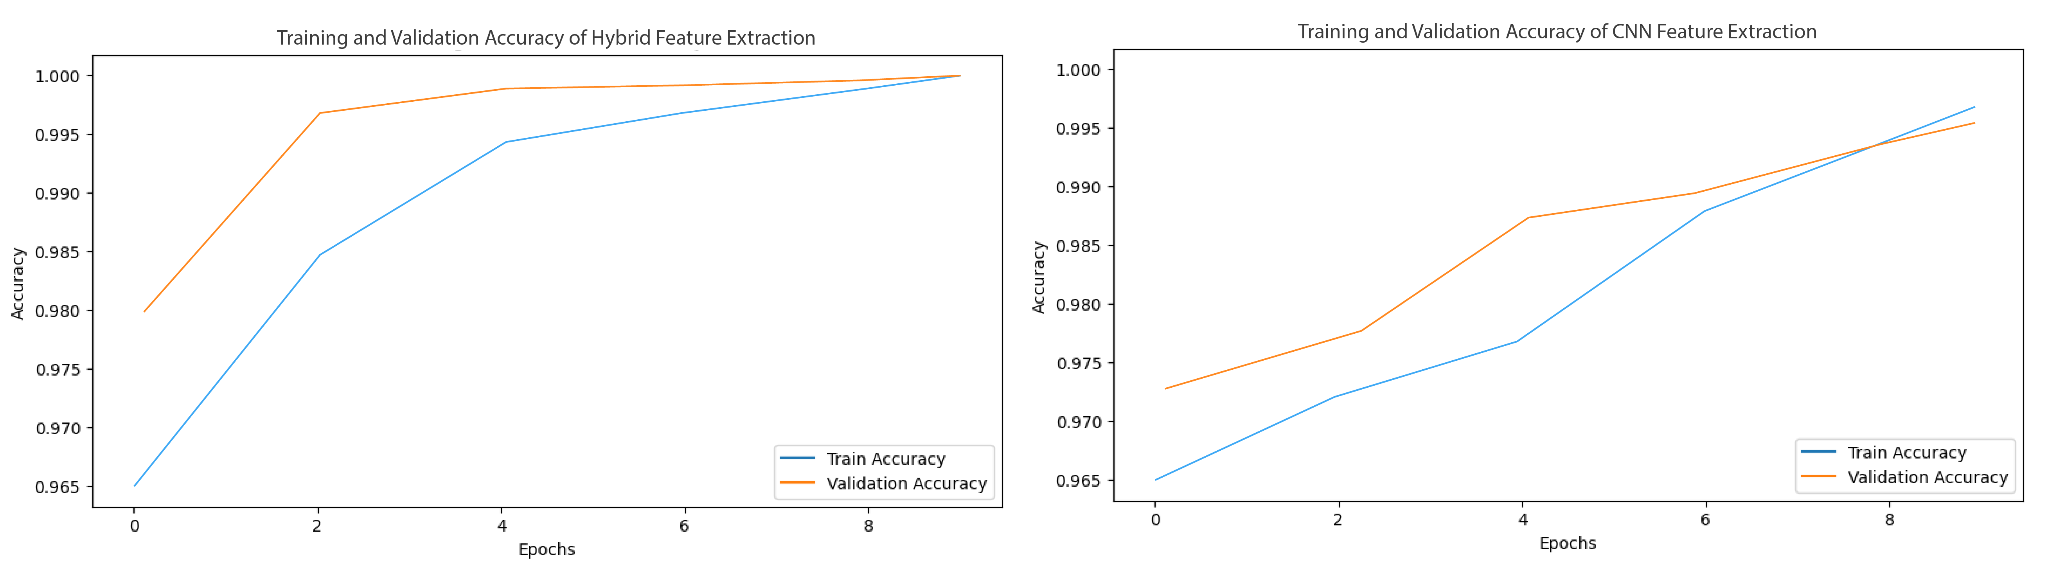 Training and Validation Accuracy of Hybrid Feature Extraction
1.000
0.995
0.990
0.985
0.980
0.975
0.970
0.965
Accuracy
0 2 4 6 8
Epochs
Train Accuracy
Validation Accuracy
Training and Validation Accuracy of CNN Feature Extraction
1.000
0.995
0.990
0.985
0.980
0.975
0.970
0.965
Accuracy
0 2 4 6 8
Epochs
Train Accuracy
Validation Accuracy